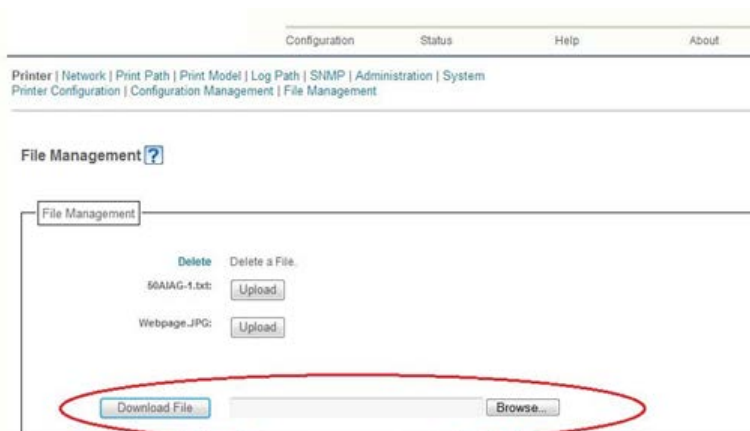 Configuration Status Help About
Printer | Network | Print Path | Print Model | Log Path | SNMP | Administration | System
Printer Configuration | Configuration Management | File Management
File Management ?
File Management
Delete Delete a File.
50AIAG-1.txt: Upload
Webpage.JPG: Upload
Download File Browse...